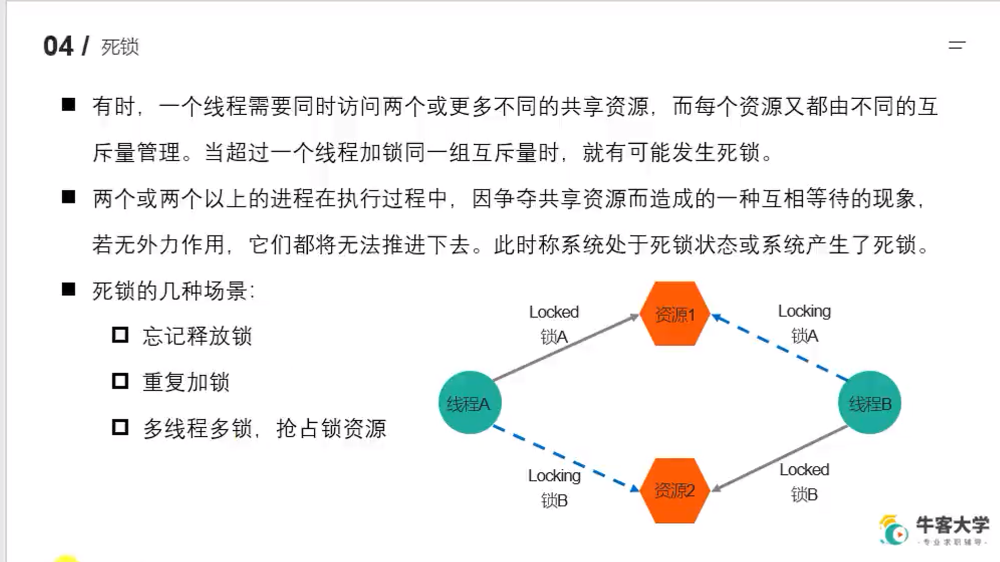 04 / 死锁
有时，一个线程需要同时访问两个或更多不同的共享资源，而每个资源又都由不同的互
斥量管理。当超过一个线程加锁同一组互斥量时，就有可能发生死锁。
两个或两个以上的进程在执行过程中，因争夺共享资源而造成的一种互相等待的现象，
若无外力作用，它们都将无法推进下去。此时称系统处于死锁状态或系统产生了死锁。
死锁的几种场景：
忘记释放锁
重复加锁
多线程多锁，抢占锁资源
Locked
锁A
资源1
Locking
锁A
线程A
线程B
Locking
锁B
资源2
Locked
锁B
牛客大学
-专业求职辅导-